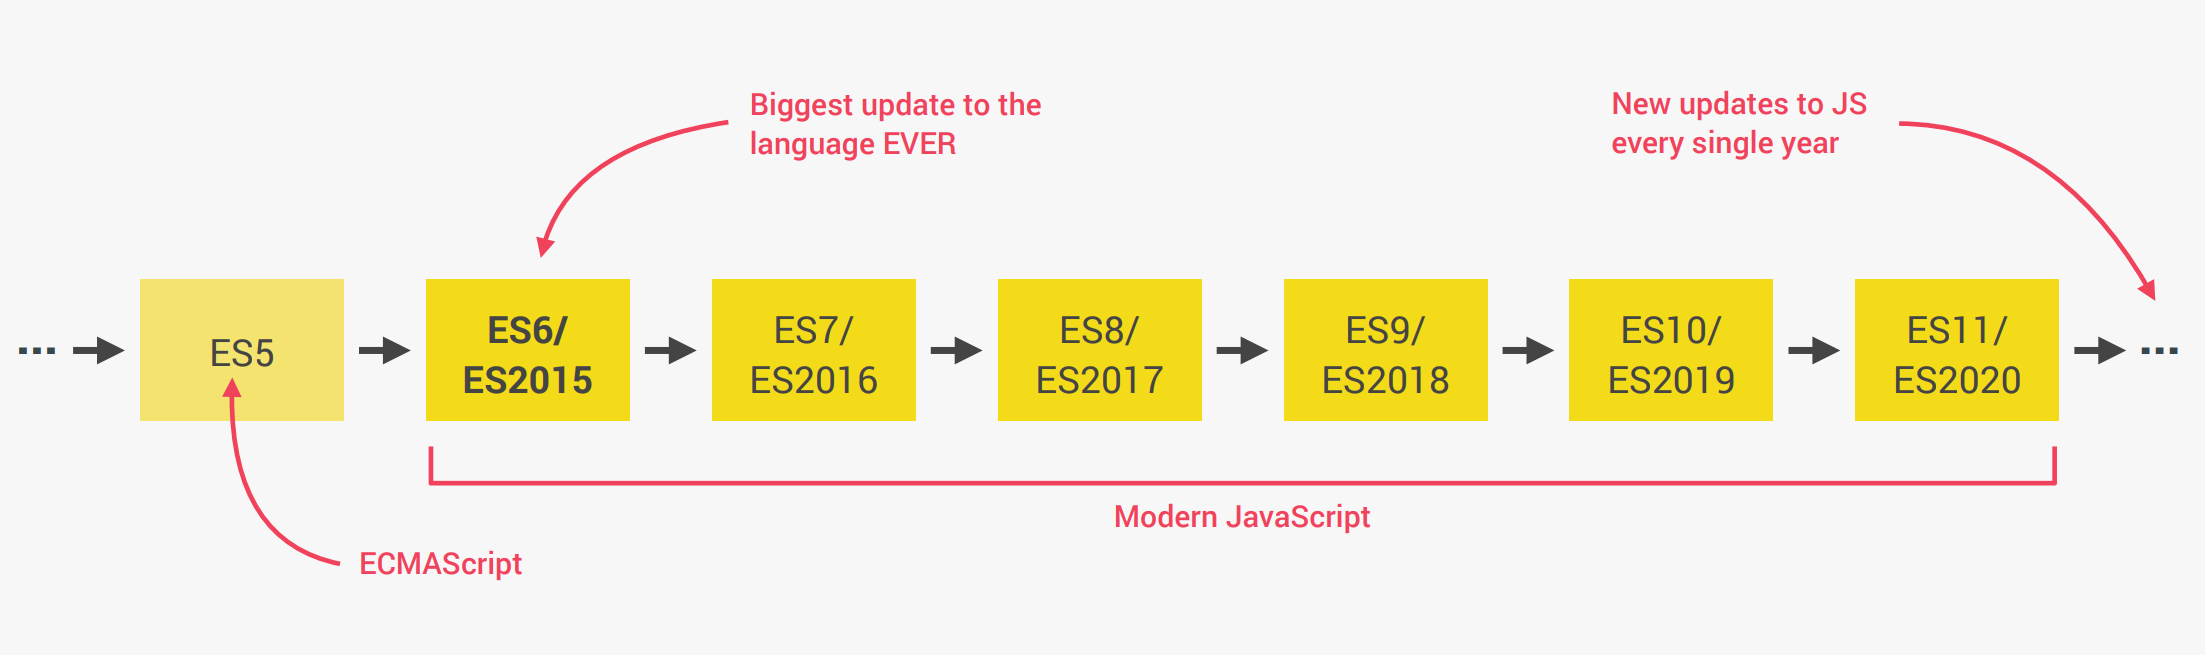 Biggest update to the
language EVER
New updates to JS
every single year
... ES5
ES6/
ES2015
ES7/
ES2016
ES8/
ES2017
ES9/
ES2018
ES10/
ES2019
ES11/
ES2020
...
Modern JavaScript
ECMAScript